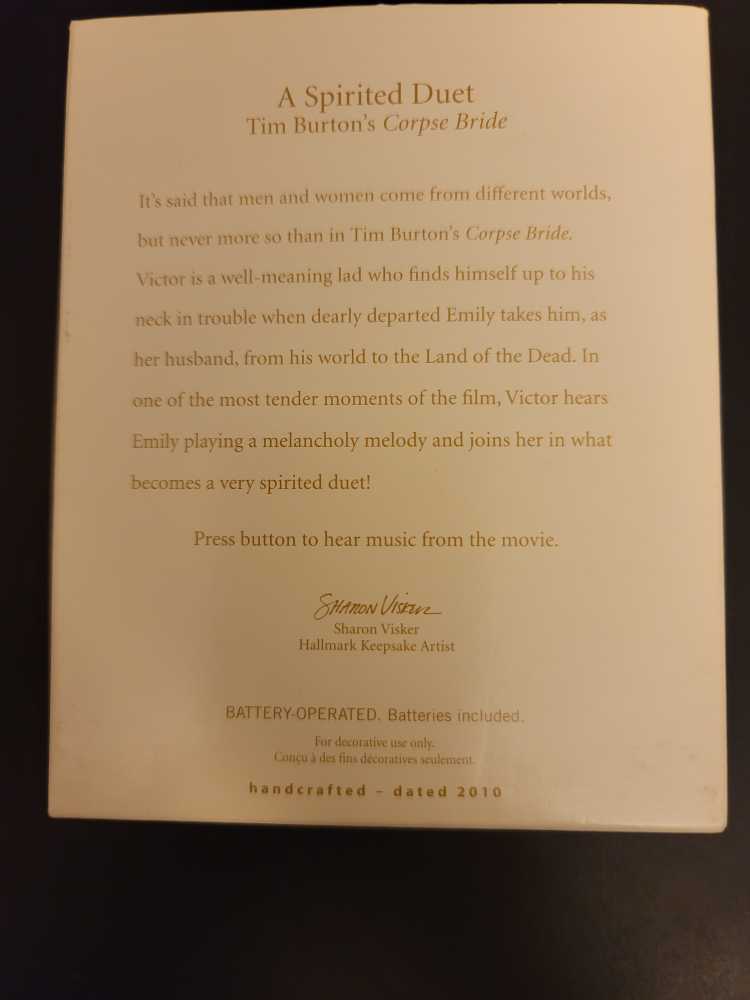 A Spirited Duet
Tim Burton's Corpse Bride
It's said that men and women come from different worlds,
but never more so than in Tim Burton's Corpse Bride.
Victor is a well-meaning lad who finds himself up to his
neck in trouble when dearly departed Emily takes him, as
her husband, from his world to the Land of the Dead. In
one of the most tender moments of the film, Victor hears
Emily playing a melancholy melody and joins her in what
becomes a very spirited duet!
Press button to hear music from the movie.
Sharon Visker
Sharon Visker
Hallmark Keepsake Artist
BATTERY-OPERATED. Batteries included.
For decorative use only.
Conçu à des fins décoratives seulement.
handcrafted – dated 2010